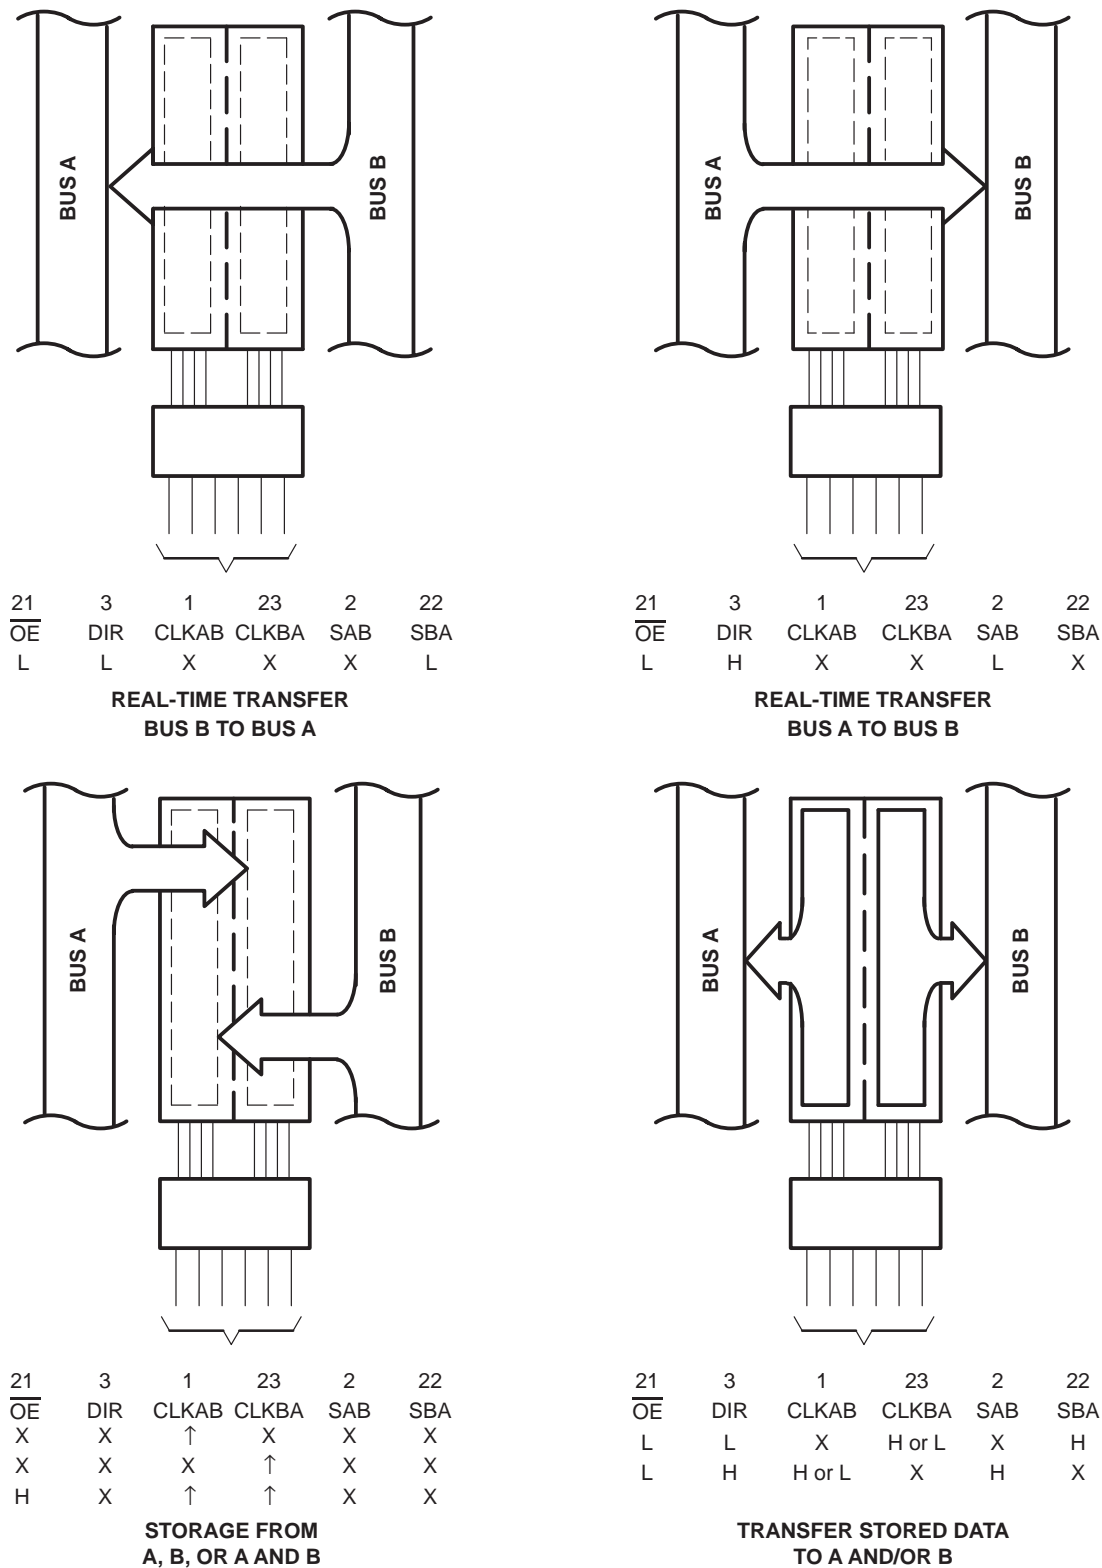 BUS A
BUS B
21 3 1 23 2 22
OE DIR CLKAB CLKBA SAB SBA
L L X X X L
REAL-TIME TRANSFER
BUS B TO BUS A
BUS A
BUS B
21 3 1 23 2 22
OE DIR CLKAB CLKBA SAB SBA
L H X X L X
REAL-TIME TRANSFER
BUS A TO BUS B
BUS A
BUS B
21 3 1 23 2 22
OE DIR CLKAB CLKBA SAB SBA
X X ↑ X X X
X X X ↑ X X
H X ↑ ↑ X X
STORAGE FROM
A, B, OR A AND B
BUS A
BUS B
21 3 1 23 2 22
OE DIR CLKAB CLKBA SAB SBA
L L X H or L X H
L H H or L X H X
TRANSFER STORED DATA
TO A AND/OR B